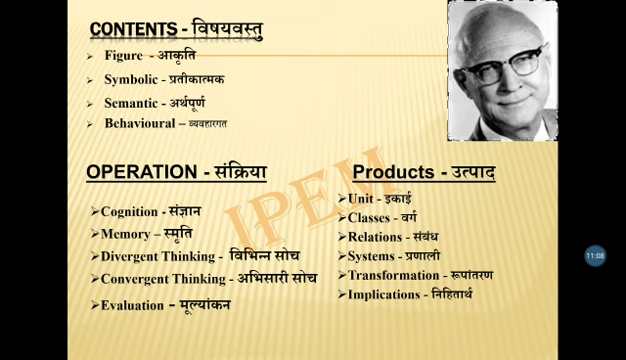 CONTENTS - विषयवस्तु
Figure - आकृति
Symbolic - प्रतीकात्मक
Semantic - अर्थपूर्ण
Behavioural – व्यवहारगत
OPERATION - संक्रिया
Cognition - संज्ञान
Memory – स्मृति
Divergent Thinking - विभिन्न सोच
Convergent Thinking - अभिसारी सोच
Evaluation - मूल्यांकन
Products - उत्पाद
Unit - इकाई
Classes - वर्ग
Relations - संबंध
Systems - प्रणाली
Transformation - रूपांतरण
Implications - निहितार्थ
IPEM
11:08